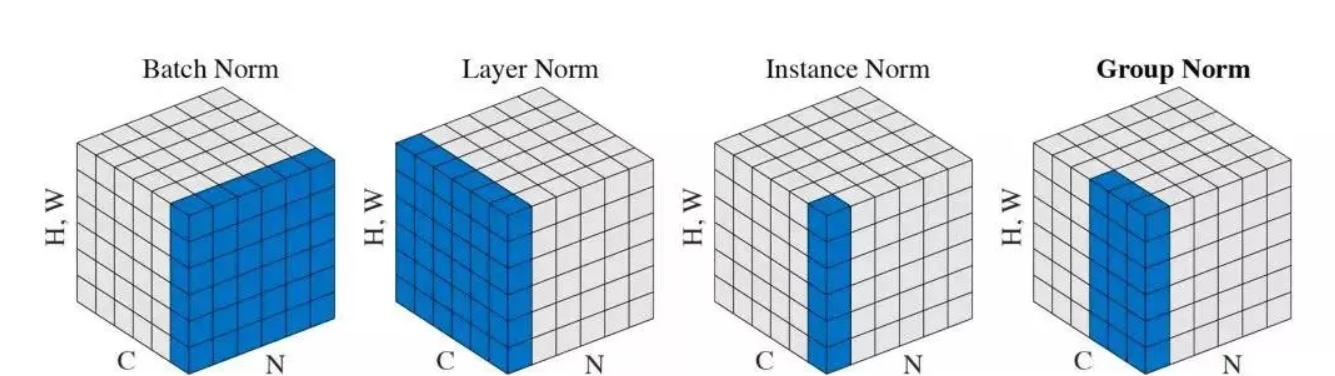 Batch Norm
Layer Norm
Instance Norm
Group Norm
H, W
C
N
H, W
C
N
H, W
C
N
H, W
C
N